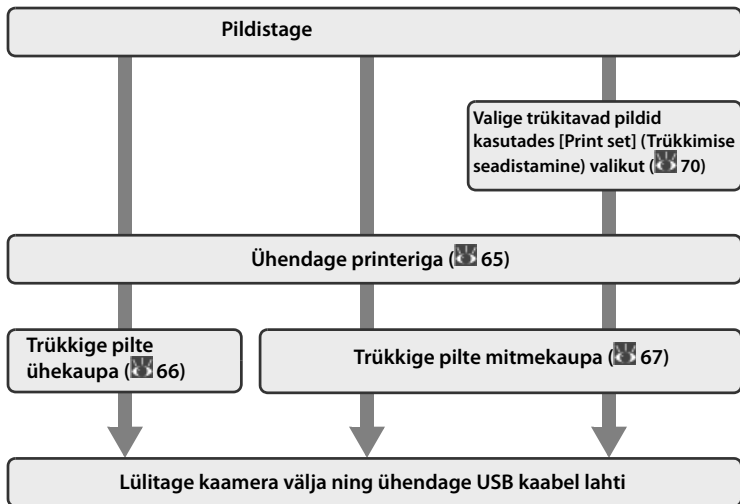 Pildistage
Valige trükitavad pildid
kasutades [Print set] (Trükkimise
seadistamine) valikut ( 70)
Ühendage printeriga ( 65)
Trükkige pilte
ühekaupa ( 66)
Trükkige pilte mitmekaupa ( 67)
Lülitage kaamera välja ning ühendage USB kaabel lahti